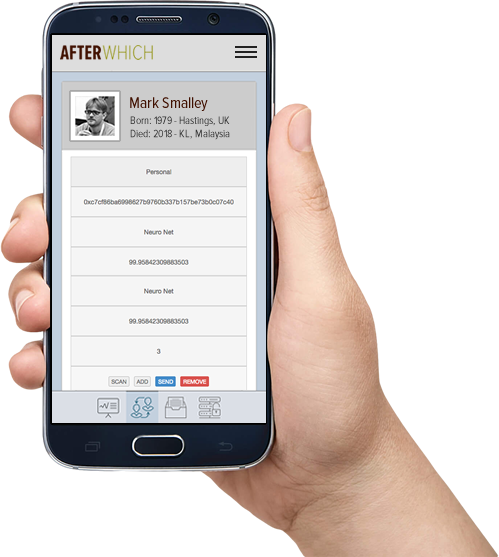 AFTERWHICH
Mark Smalley
Born: 1979 - Hastings, UK
Died: 2018 - KL, Malaysia
Personal
0xc7cf86ba6998627b9760b337b157be73b0c07c40
Neuro Net
99.95842309883503
Neuro Net
99.95842309883503
3
SCAN ADD SEND REMOVE